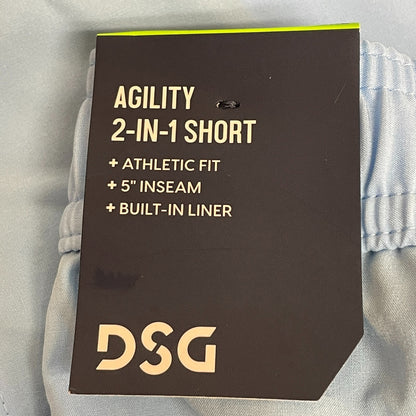 AGILITY
2-IN-1 SHORT
+ ATHLETIC FIT
+ 5" INSEAM
+ BUILT-IN LINER
DSG